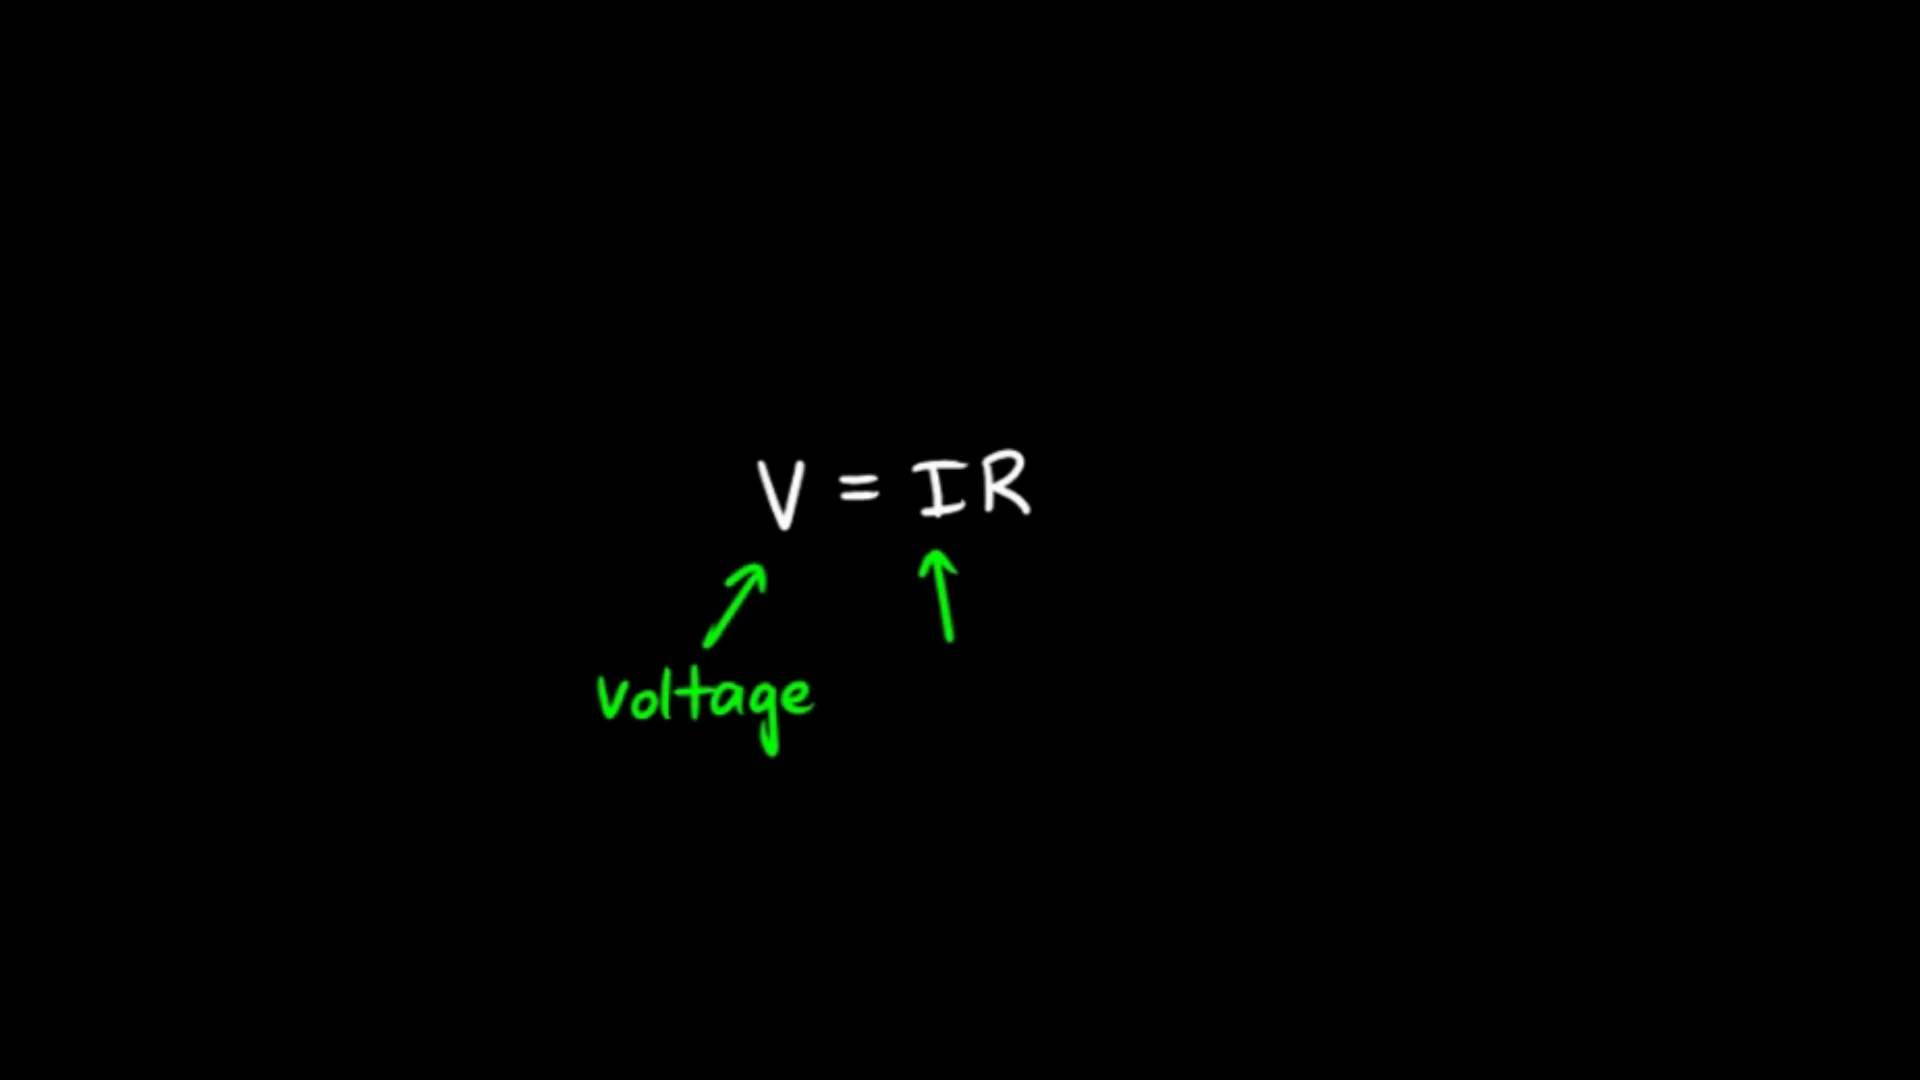 V = IR
Voltage